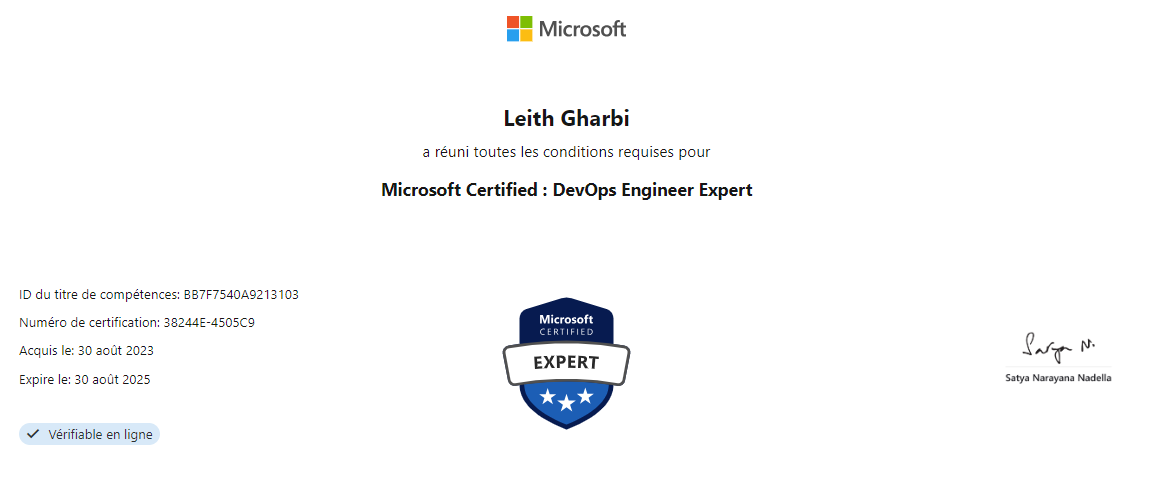 Microsoft
Leith Gharbi
a réuni toutes les conditions requises pour
Microsoft Certified : DevOps Engineer Expert
ID du titre de compétences: BB7F7540A9213103
Numéro de certification: 38244E-4505C9
Acquis le: 30 août 2023
Expire le: 30 août 2025
Vérifiable en ligne
Microsoft
CERTIFIED
EXPERT
Satya N.
Satya Narayana Nadella